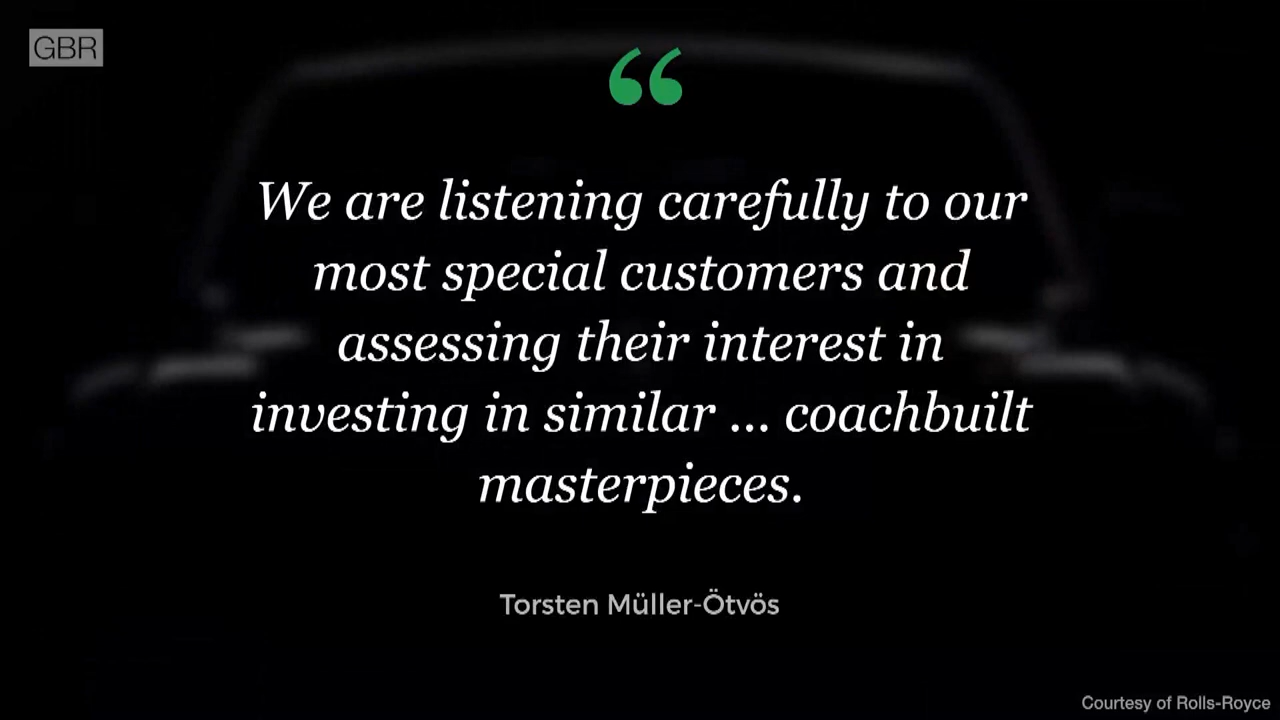 GBR
“
We are listening carefully to our
most special customers and
assessing their interest in
investing in similar ... coachbuilt
masterpieces.
Torsten Müller-Ötvös
Courtesy of Rolls-Royce